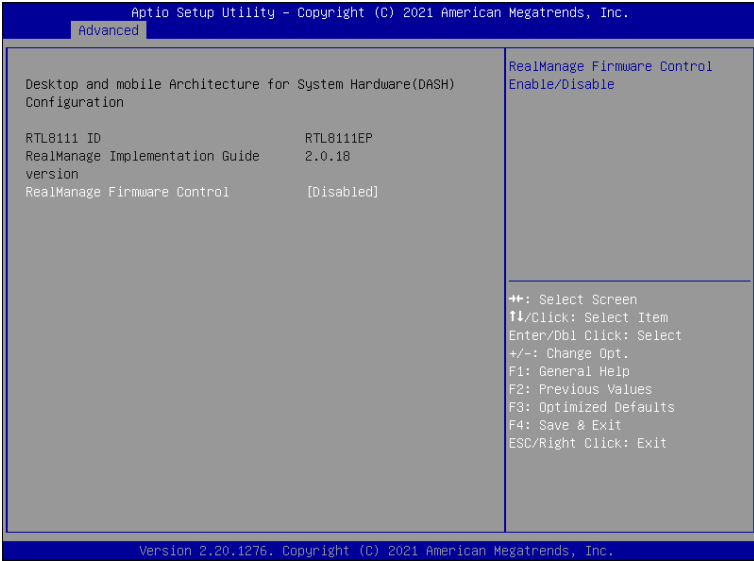 Aptio Setup Utility – Copyright (C) 2021 American Megatrends, Inc.
Advanced
Desktop and mobile Architecture for System Hardware(DASH)
Configuration
RTL8111 ID RTL8111EP
RealManage Implementation Guide 2.0.18
version
RealManage Firmware Control [Disabled]
RealManage Firmware Control
Enable/Disable
→←: Select Screen
↑↓/Click: Select Item
Enter/Dbl Click: Select
+/-: Change Opt.
F1: General Help
F2: Previous Values
F3: Optimized Defaults
F4: Save & Exit
ESC/Right Click: Exit
Version 2.20.1276. Copyright (C) 2021 American Megatrends, Inc.